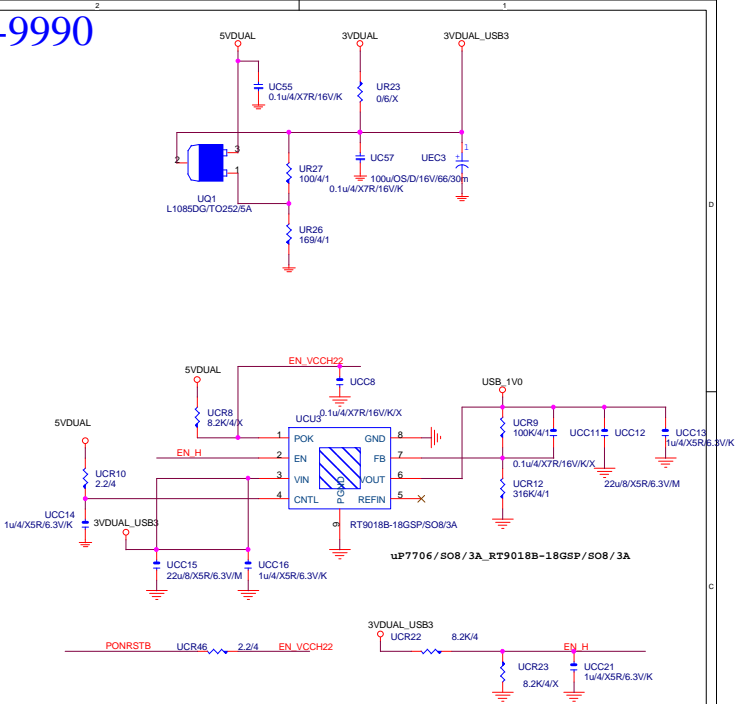 2
1
-9990
5VDUAL
3VDUAL
3VDUAL_USB3
UC55
0.1u/4/X7R/16V/K
UR23
0/6/X
3
2
1
UQ1
L1085DG/TO252/5A
UR27
100/4/1
UC57
0.1u/4/X7R/16V/K
UEC3
+
1
100u/OS/D/16V/66/30m
UR26
169/4/1
D
EN_VCCH22
5VDUAL
UCC8
0.1u/4/X7R/16V/K/X
UCR8
8.2K/4/X
UCU3
USB_1V0
5VDUAL
UCR10
2.2/4
EN_H
1
POK
2
EN
3
VIN
4
CNTL
GND
8
FB
7
VOUT
6
REFIN
5
PGND
9
RT9018B-18GSP/SO8/3A
UCR9
100K/4/1
UCC11
0.1u/4/X7R/16V/K/X
UCC12
22u/8/X5R/6.3V/M
UCC13
1u/4/X5R/6.3V/K
UCR12
316K/4/1
UCC14
1u/4/X5R/6.3V/K
3VDUAL_USB3
uP7706/SO8/3A_RT9018B-18GSP/SO8/3A
UCC15
22u/8/X5R/6.3V/M
UCC16
1u/4/X5R/6.3V/K
C
PONRSTB
UCR46
2.2/4
EN_VCCH22
3VDUAL_USB3
UCR22
8.2K/4
EN_H
UCR23
8.2K/4/X
UCC21
1u/4/X5R/6.3V/K